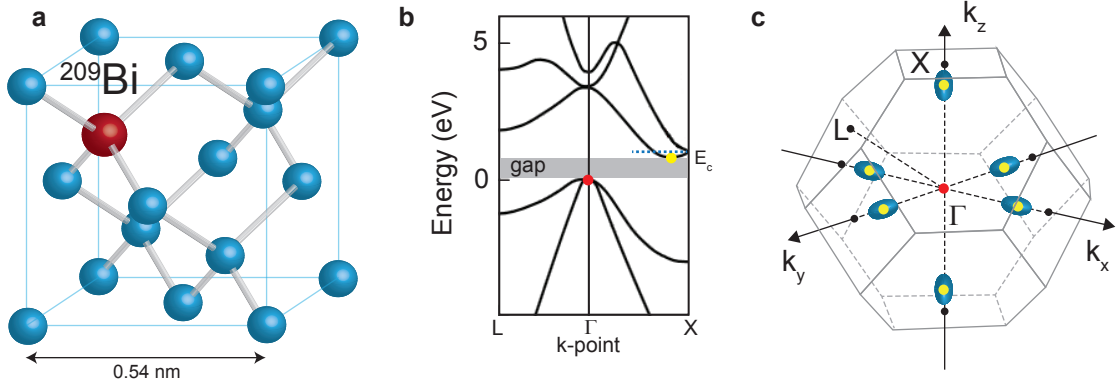 a
²⁰⁹Bi
0.54 nm
b
Energy (eV)
5
0
gap
E_c
L
Γ
X
k-point
c
k_z
X
L
Γ
k_y
k_x